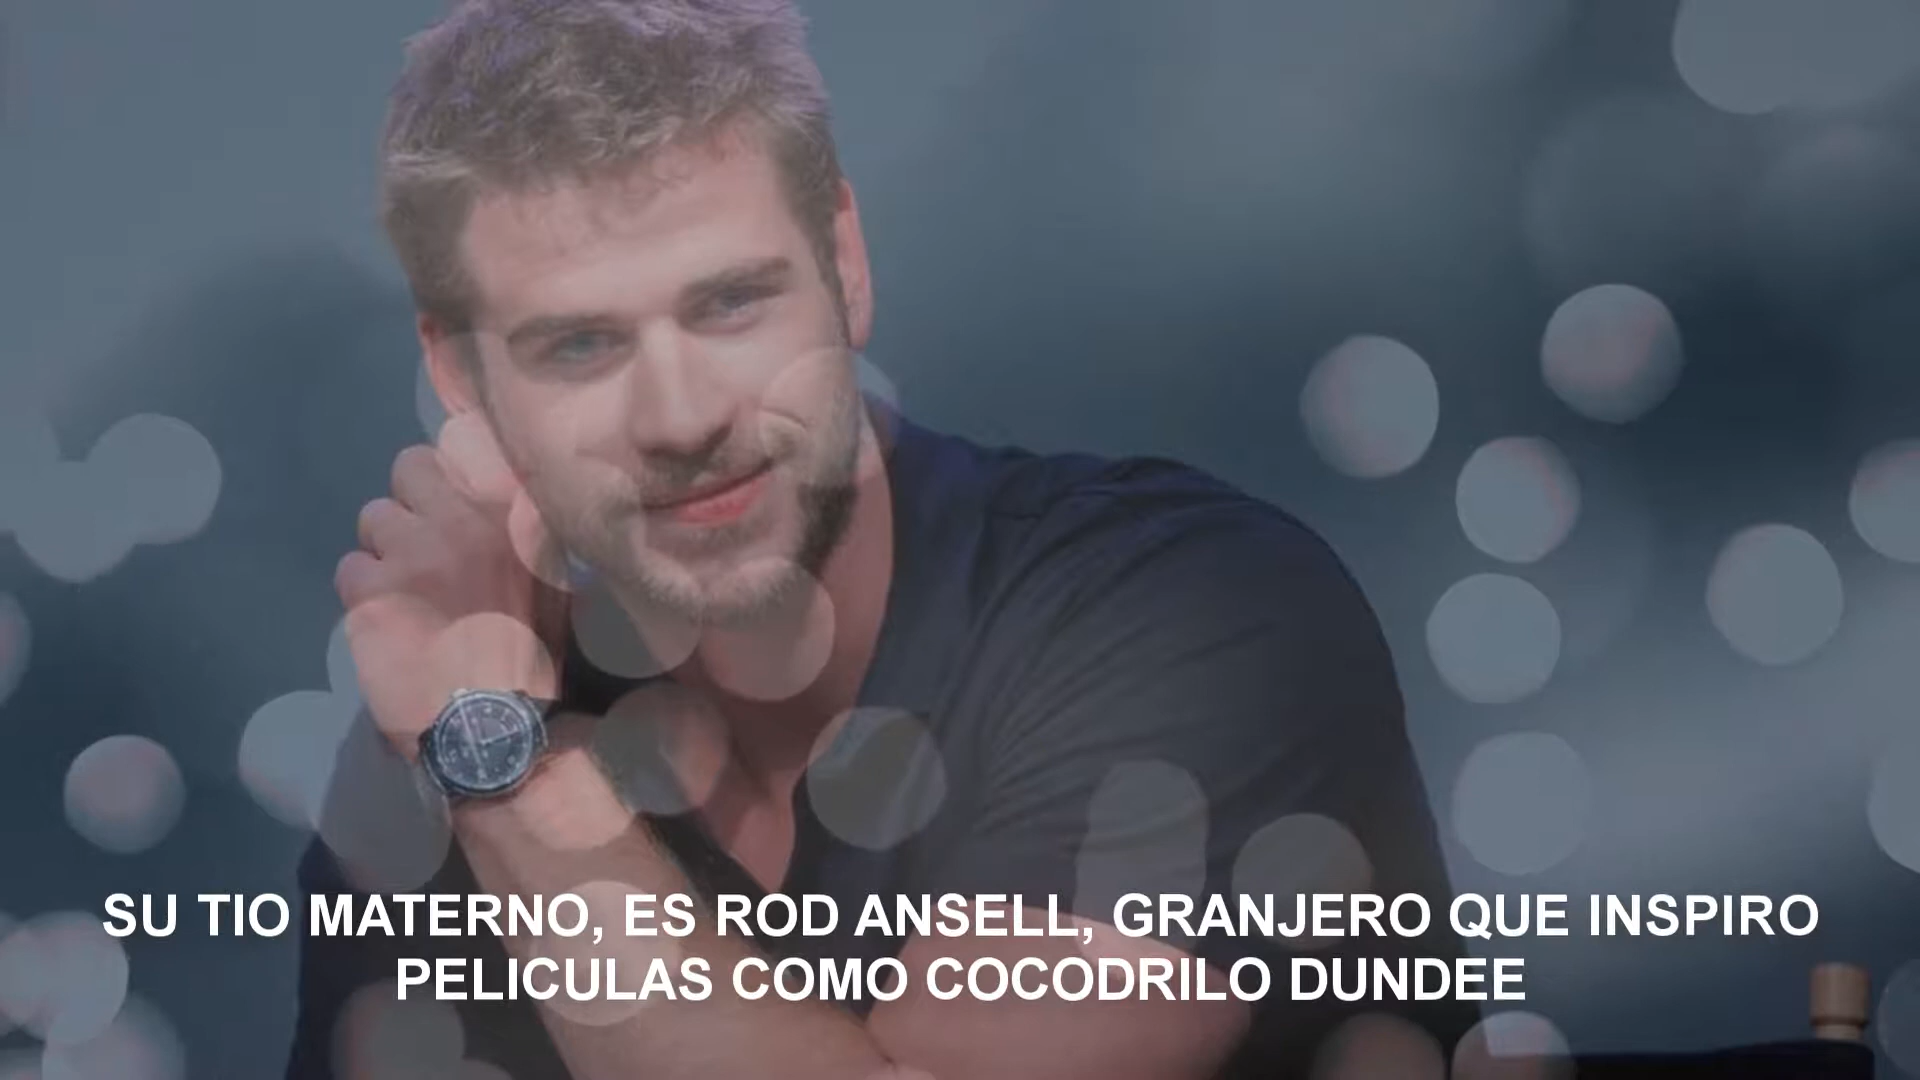 SU TIO MATERNO, ES ROD ANSELL, GRANJERO QUE INSPIRO
PELICULAS COMO COCODRILO DUNDEE